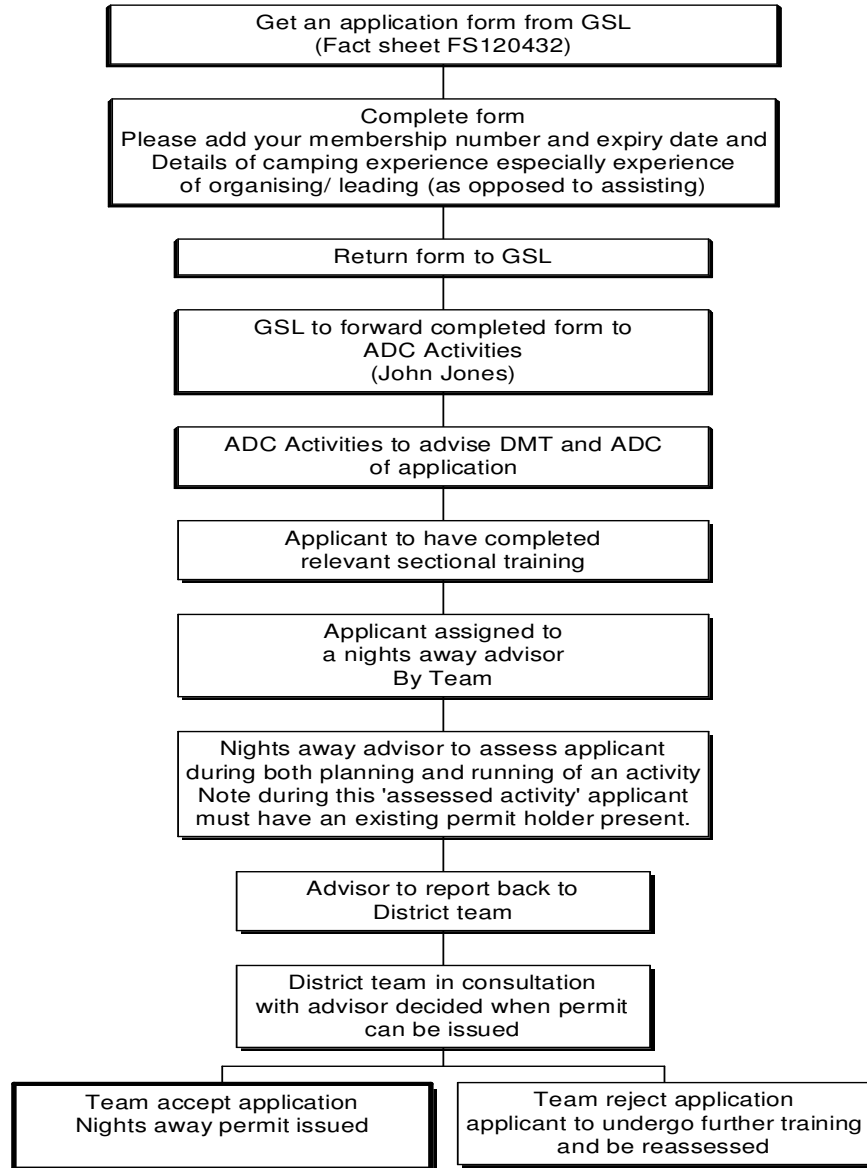 Get an application form from GSL
(Fact sheet FS120432)
Complete form
Please add your membership number and expiry date and
Details of camping experience especially experience
of organising/ leading (as opposed to assisting)
Return form to GSL
GSL to forward completed form to
ADC Activities
(John Jones)
ADC Activities to advise DMT and ADC
of application
Applicant to have completed
relevant sectional training
Applicant assigned to
a nights away advisor
By Team
Nights away advisor to assess applicant
during both planning and running of an activity
Note during this 'assessed activity' applicant
must have an existing permit holder present.
Advisor to report back to
District team
District team in consultation
with advisor decided when permit
can be issued
Team accept application
Nights away permit issued
Team reject application
applicant to undergo further training
and be reassessed